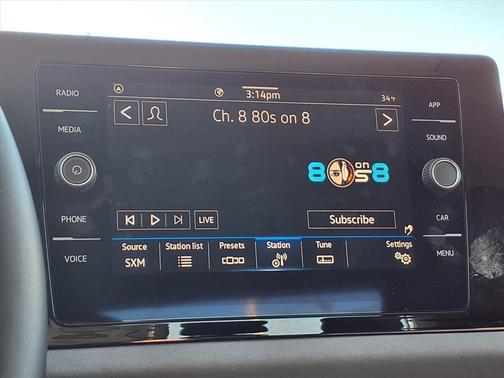 3:14pm 34°F
RADIO
MEDIA
PHONE
VOICE
Ch. 8 80s on 8
80s on 8
LIVE
Subscribe
Source
SXM
Station list
Presets
Station
Tune
Settings
APP
SOUND
CAR
MENU